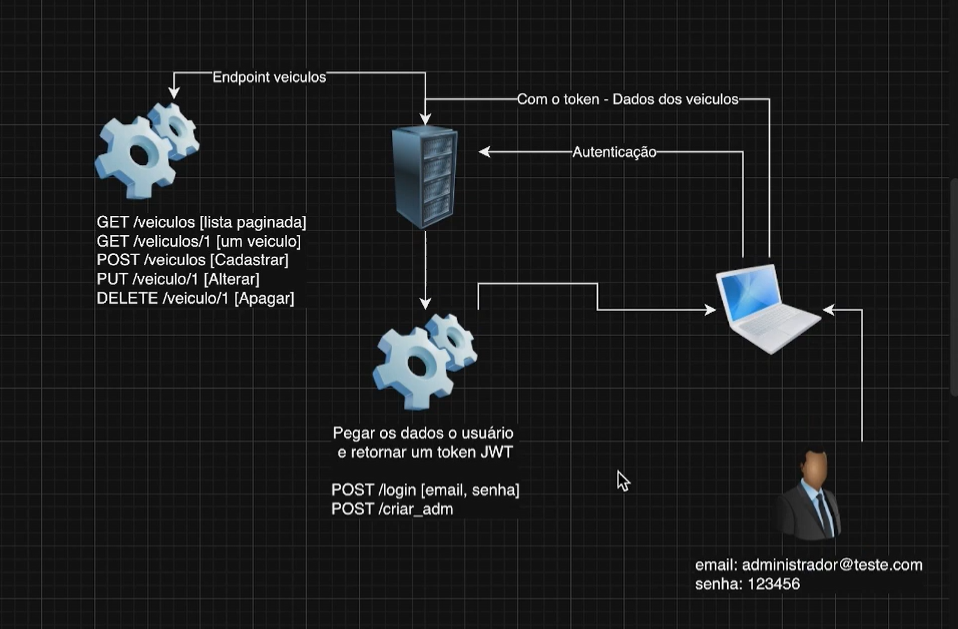 Endpoint veiculos
Com o token - Dados dos veiculos
Autenticação
GET /veiculos [lista paginada]
GET /veliculos/1 [um veiculo]
POST /veiculos [Cadastrar]
PUT /veiculo/1 [Alterar]
DELETE /veiculo/1 [Apagar]
Pegar os dados o usuário
e retornar um token JWT
POST /login [email, senha]
POST /criar_adm
email: administrador@teste.com
senha: 123456